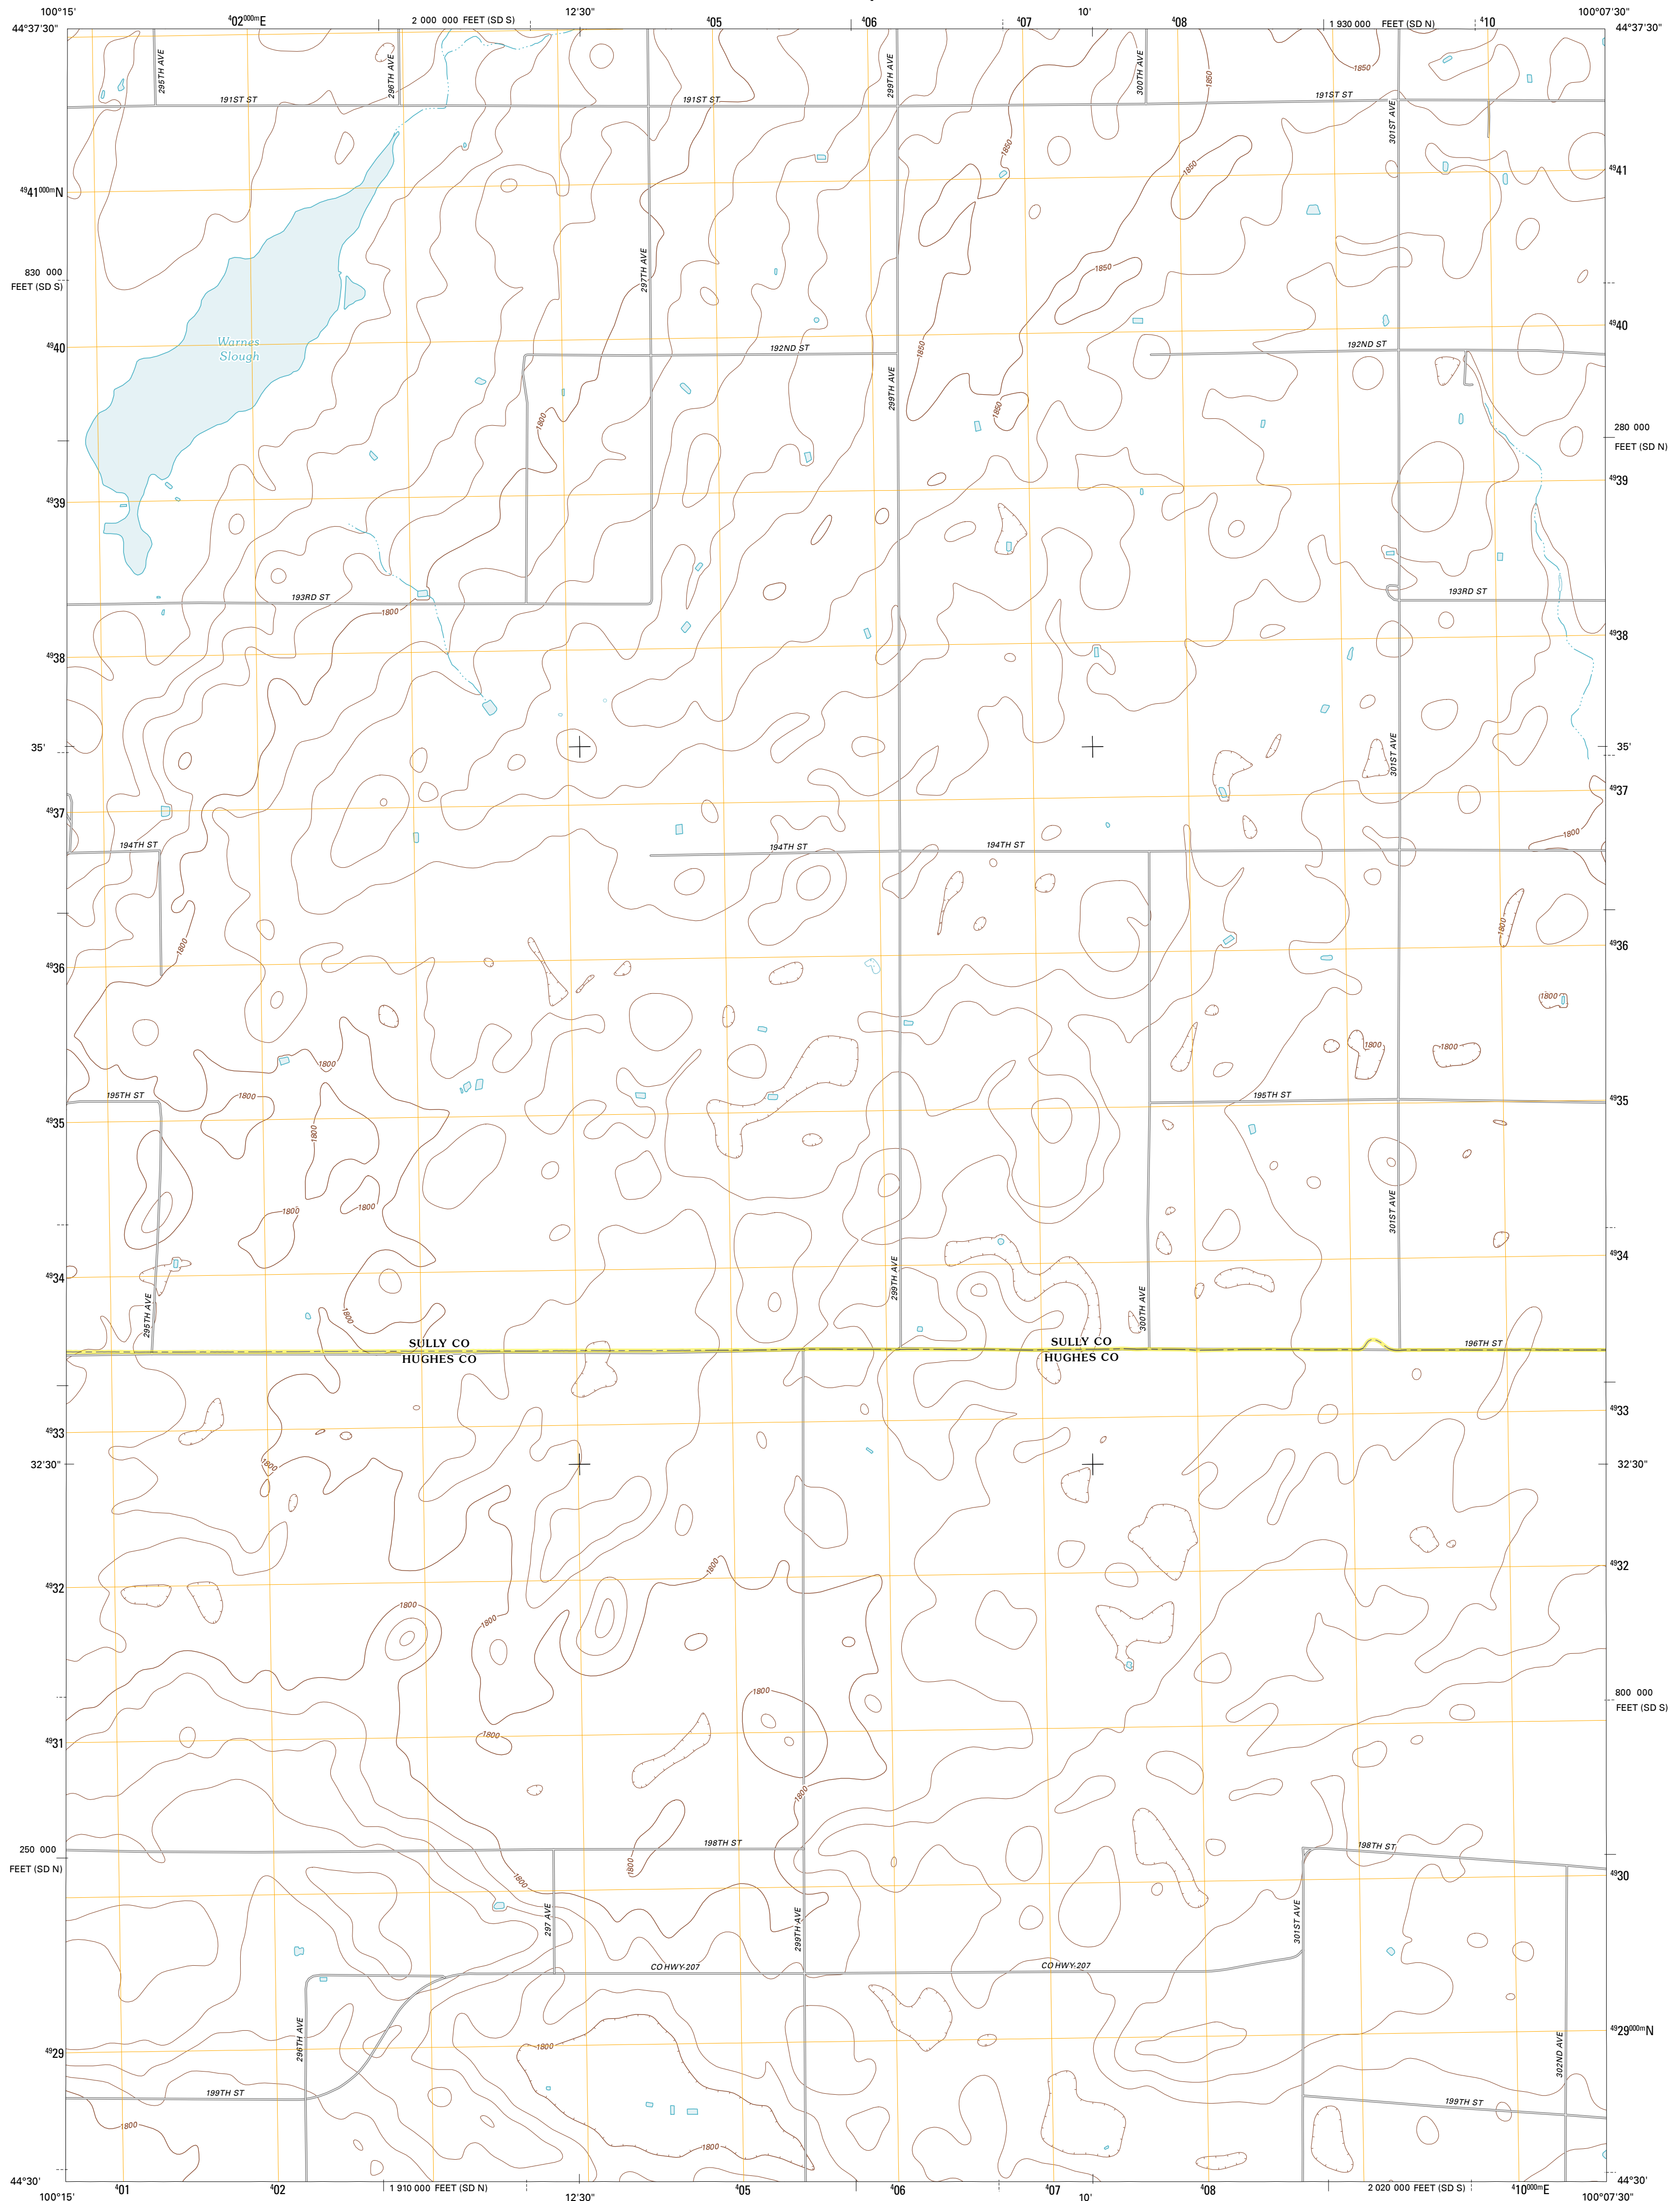 100°15' 402000mE 2 000 000 FEET (SD S) 12'30" 405 406 407 10' 408 1 930 000 FEET (SD N) 410 100°07'30"
44°37'30" 44°37'30"
295TH AVE 296TH AVE 299TH AVE 300TH AVE 1850 1850
191ST ST 191ST ST 191ST ST 301ST AVE
1850 1850
4941000mN 4941
830 000 297TH AVE 1850
FEET (SD S)
Warnes
Slough
4940 192ND ST 1850 192ND ST 4940
299TH AVE
1800 1850 280 000
FEET (SD N)
4939 4939
193RD ST 1800 193RD ST
4938 4938
35' 301ST AVE 35'
4937 4937
194TH ST 194TH ST 194TH ST 1800
1800 1800
4936 4936
1800
1800 1800 1800
195TH ST 1800 195TH ST 4935
4935 1800
1800 1800 301ST AVE
4934 299TH AVE 4934
295TH AVE 1800 300TH AVE
SULLY CO SULLY CO 196TH ST
HUGHES CO HUGHES CO
4933 4933
32'30" 1800 32'30"
4932 1800 4932
1800 1800
1800 800 000
FEET (SD S)
4931 1800
1800
250 000 198TH ST 198TH ST
FEET (SD N) 1800 1800 4930
297 AVE 299TH AVE 301ST AVE
CO HWY-207 CO HWY-207
296TH AVE 1800 302ND AVE 4929000mN
4929
199TH ST 199TH ST
1800 1800
44°30' 44°30'
100°15' 401 402 1 910 000 FEET (SD N) 12'30" 405 406 407 10' 408 2 020 000 FEET (SD S) 410000mE 100°07'30"